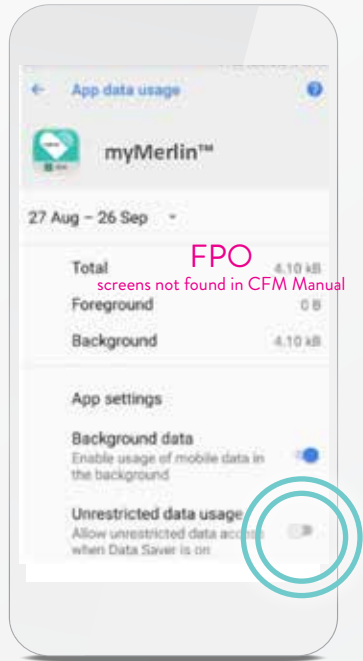 App data usage
myMerlin™
27 Aug – 26 Sep
FPO
Total 4.10 kB
screens not found in CFM Manual
Foreground 0 B
Background 4.10 kB
App settings
Background data
Enable usage of mobile data in
the background
Unrestricted data usage
Allow unrestricted data access
when Data Saver is on